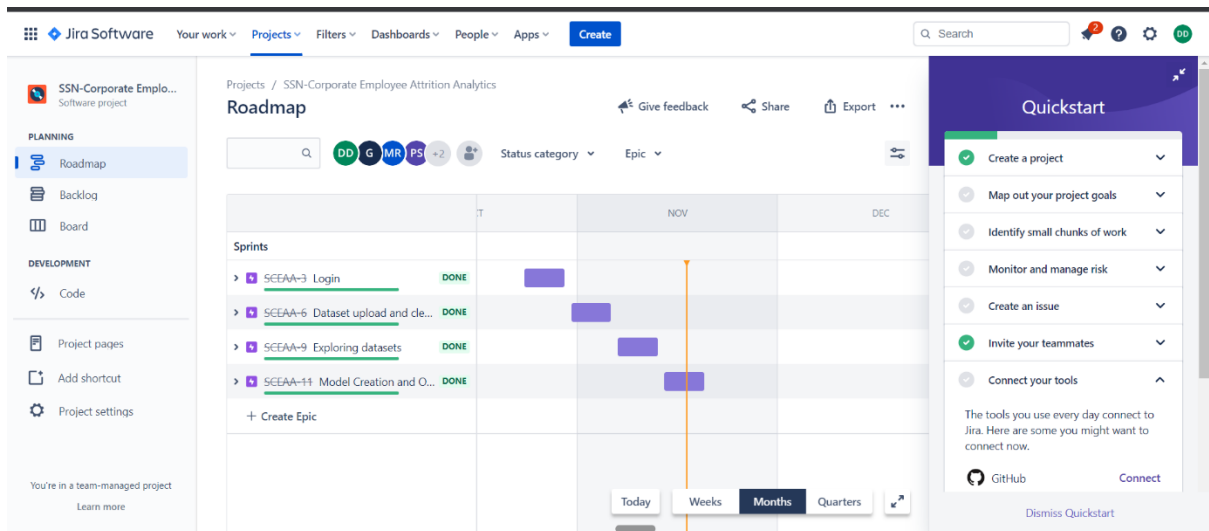 Jira Software
Your work
Projects
Filters
Dashboards
People
Apps
Create
Search
2
DD
SSN-Corporate Emplo...
Software project
PLANNING
Roadmap
Backlog
Board
DEVELOPMENT
Code
Project pages
Add shortcut
Project settings
You're in a team-managed project
Learn more
Projects / SSN-Corporate Employee Attrition Analytics
Roadmap
Give feedback
Share
Export
DD G MR PS +2
Status category
Epic
NOV
DEC
Sprints
SCEAA-3 Login DONE
SCEAA-6 Dataset upload and cle... DONE
SCEAA-9 Exploring datasets DONE
SCEAA-11 Model Creation and O... DONE
+ Create Epic
Today
Weeks
Months
Quarters
Quickstart
Create a project
Map out your project goals
Identify small chunks of work
Monitor and manage risk
Create an issue
Invite your teammates
Connect your tools
The tools you use every day connect to
Jira. Here are some you might want to
connect now.
GitHub
Connect
Dismiss Quickstart